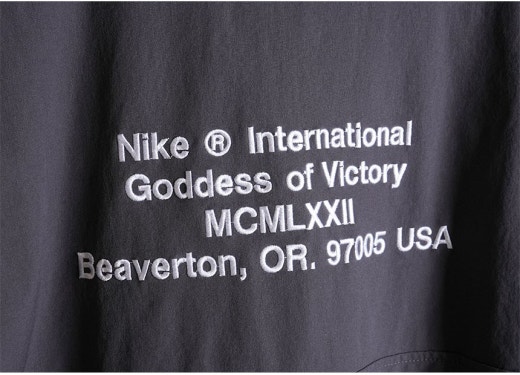 Nike ® International
Goddess of Victory
MCMLXXII
Beaverton, OR. 97005 USA